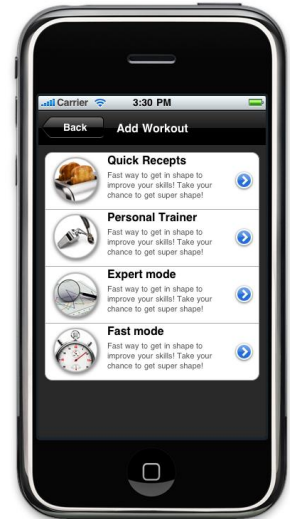 Carrier 3:30 PM
Back Add Workout
Quick Recepts
Fast way to get in shape to
improve your skills! Take your
chance to get super shape!
Personal Trainer
Fast way to get in shape to
improve your skills! Take your
chance to get super shape!
Expert mode
Fast way to get in shape to
improve your skills! Take your
chance to get super shape!
Fast mode
Fast way to get in shape to
improve your skills! Take your
chance to get super shape!